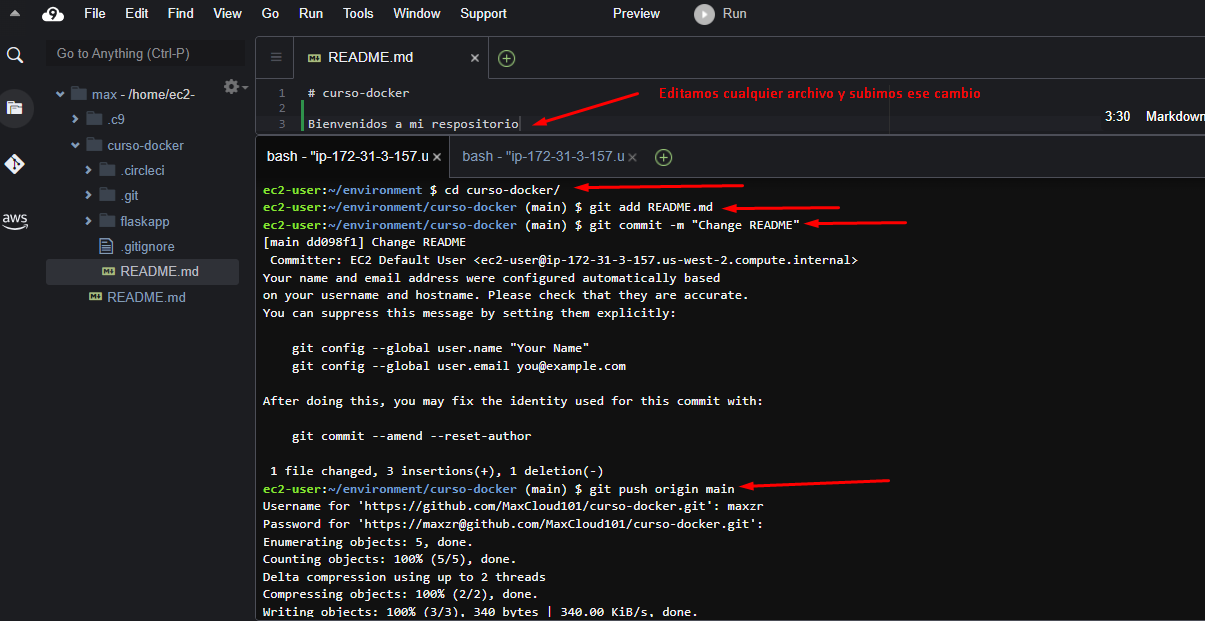 9 File Edit Find View Go Run Tools Window Support Preview Run
Go to Anything (Ctrl-P)
max - /home/ec2-
.c9
curso-docker
.circleci
.git
flaskapp
.gitignore
README.md
README.md
aws
README.md
1 # curso-docker
2
3 Bienvenidos a mi respositorio
Editamos cualquier archivo y subimos ese cambio
3:30 Markdown
bash - "ip-172-31-3-157.u bash - "ip-172-31-3-157.u
ec2-user:~/environment $ cd curso-docker/
ec2-user:~/environment/curso-docker (main) $ git add README.md
ec2-user:~/environment/curso-docker (main) $ git commit -m "Change README"
[main dd098f1] Change README
Committer: EC2 Default User <ec2-user@ip-172-31-3-157.us-west-2.compute.internal>
Your name and email address were configured automatically based
on your username and hostname. Please check that they are accurate.
You can suppress this message by setting them explicitly:
git config --global user.name "Your Name"
git config --global user.email you@example.com
After doing this, you may fix the identity used for this commit with:
git commit --amend --reset-author
1 file changed, 3 insertions(+), 1 deletion(-)
ec2-user:~/environment/curso-docker (main) $ git push origin main
Username for 'https://github.com/MaxCloud101/curso-docker.git': maxzr
Password for 'https://maxzr@github.com/MaxCloud101/curso-docker.git':
Enumerating objects: 5, done.
Counting objects: 100% (5/5), done.
Delta compression using up to 2 threads
Compressing objects: 100% (2/2), done.
Writing objects: 100% (3/3), 340 bytes | 340.00 KiB/s, done.